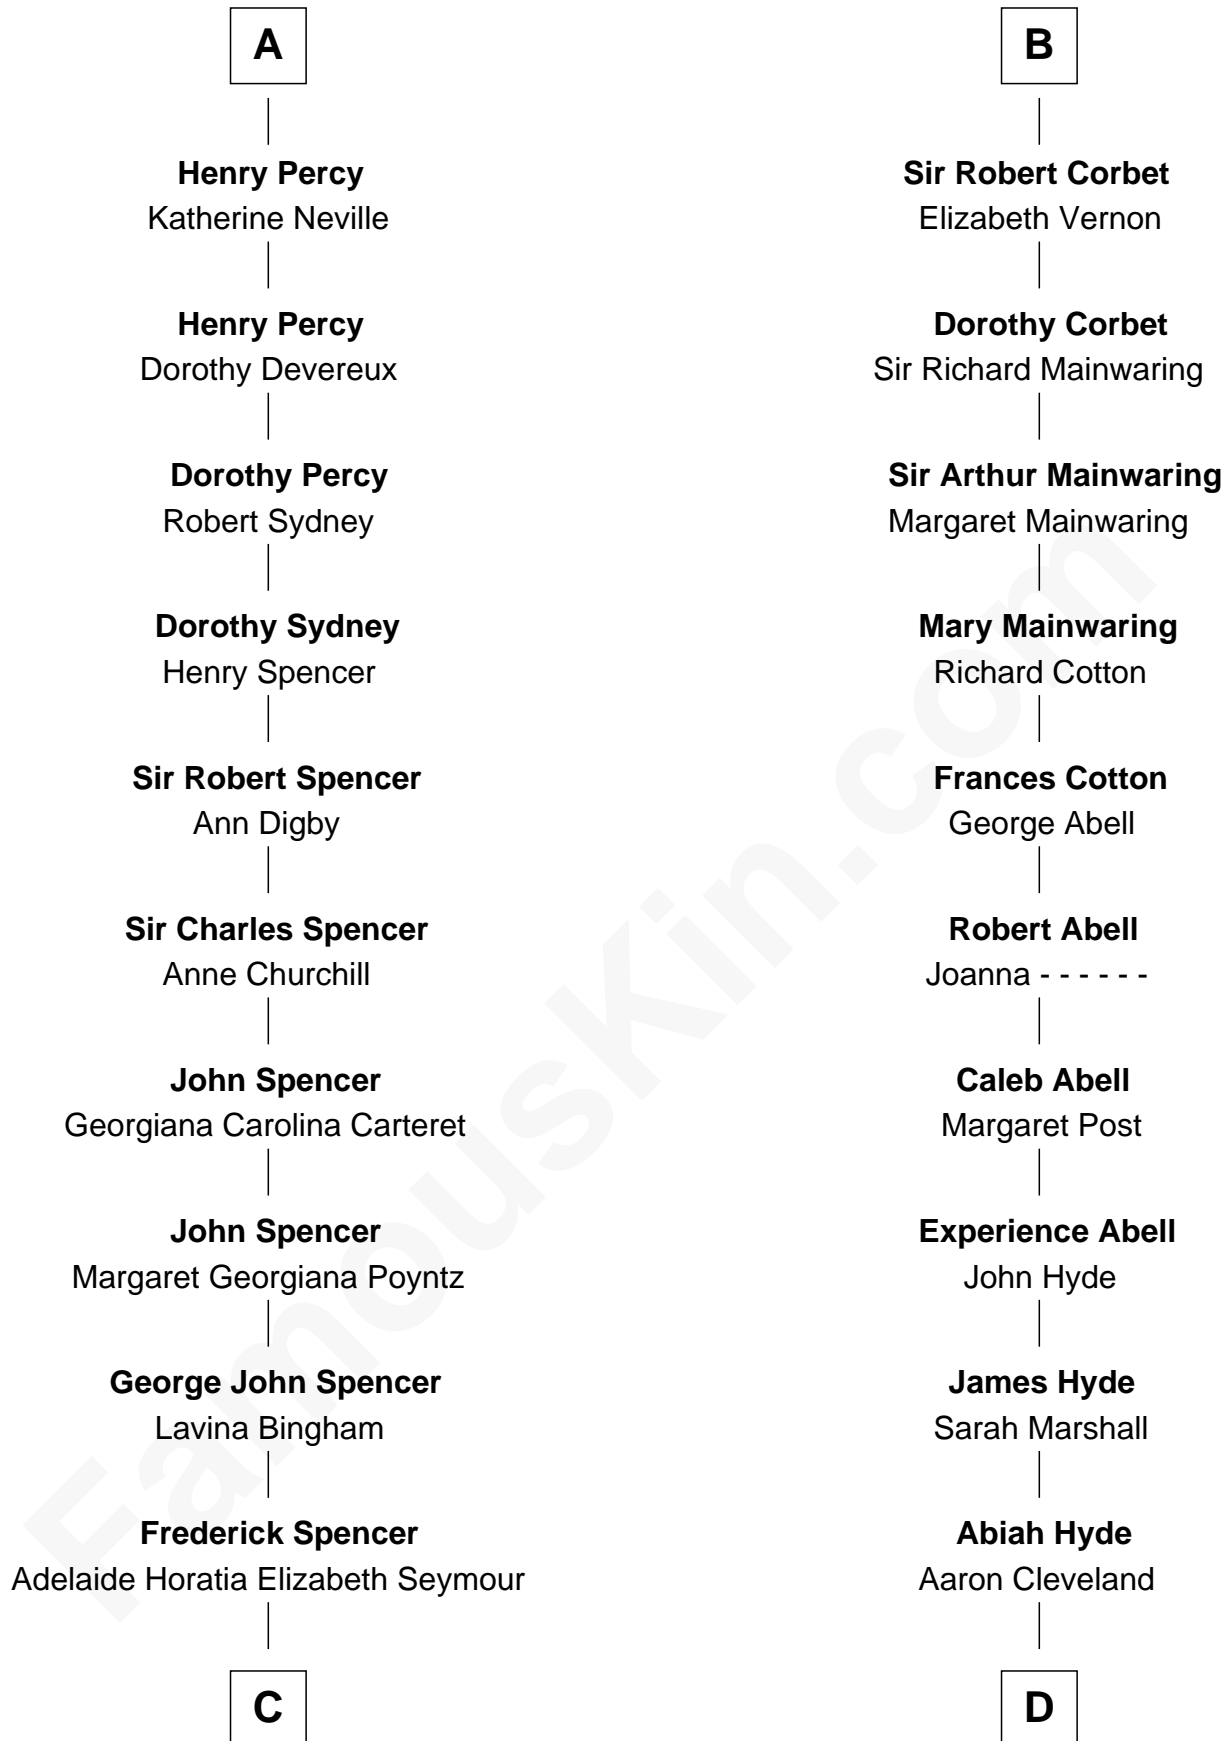 A
Henry Percy
Katherine Neville
Henry Percy
Dorothy Devereux
Dorothy Percy
Robert Sydney
Dorothy Sydney
Henry Spencer
Sir Robert Spencer
Ann Digby
Sir Charles Spencer
Anne Churchill
John Spencer
Georgiana Carolina Carteret
John Spencer
Margaret Georgiana Poyntz
George John Spencer
Lavina Bingham
Frederick Spencer
Adelaide Horatia Elizabeth Seymour
C
B
Sir Robert Corbet
Elizabeth Vernon
Dorothy Corbet
Sir Richard Mainwaring
Sir Arthur Mainwaring
Margaret Mainwaring
Mary Mainwaring
Richard Cotton
Frances Cotton
George Abell
Robert Abell
Joanna - - - - - -
Caleb Abell
Margaret Post
Experience Abell
John Hyde
James Hyde
Sarah Marshall
Abiah Hyde
Aaron Cleveland
D
FamousKin.com